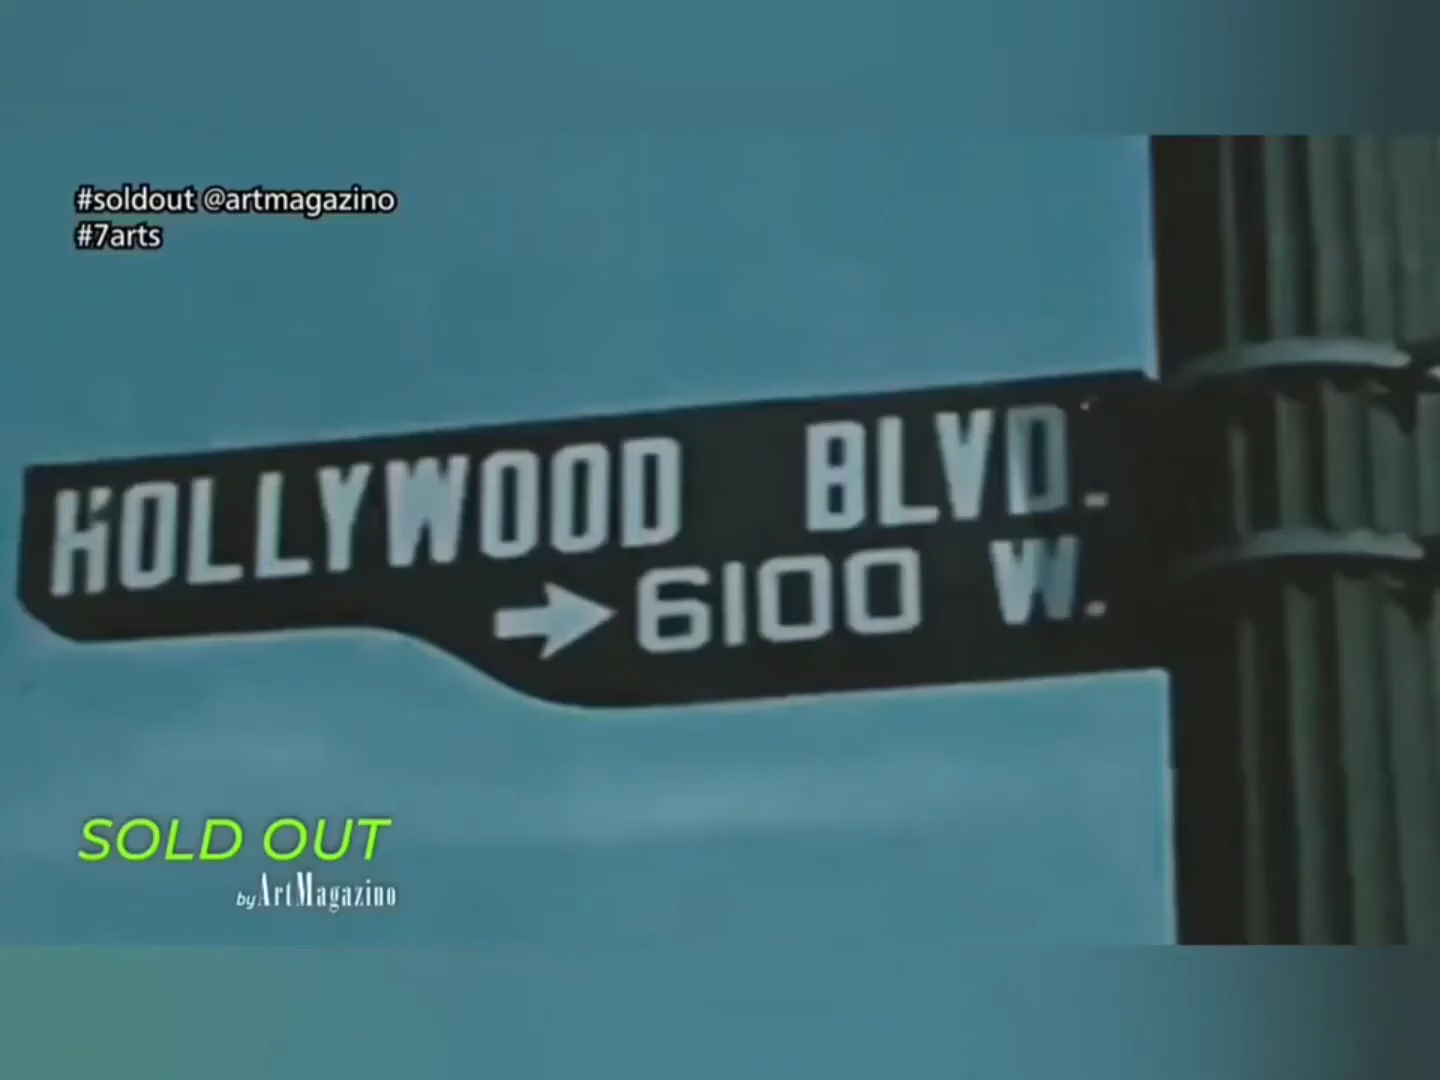 #soldout @artmagazino
#7arts
HOLLYWOOD BLVD.
6100 W.
SOLD OUT
by ArtMagazino